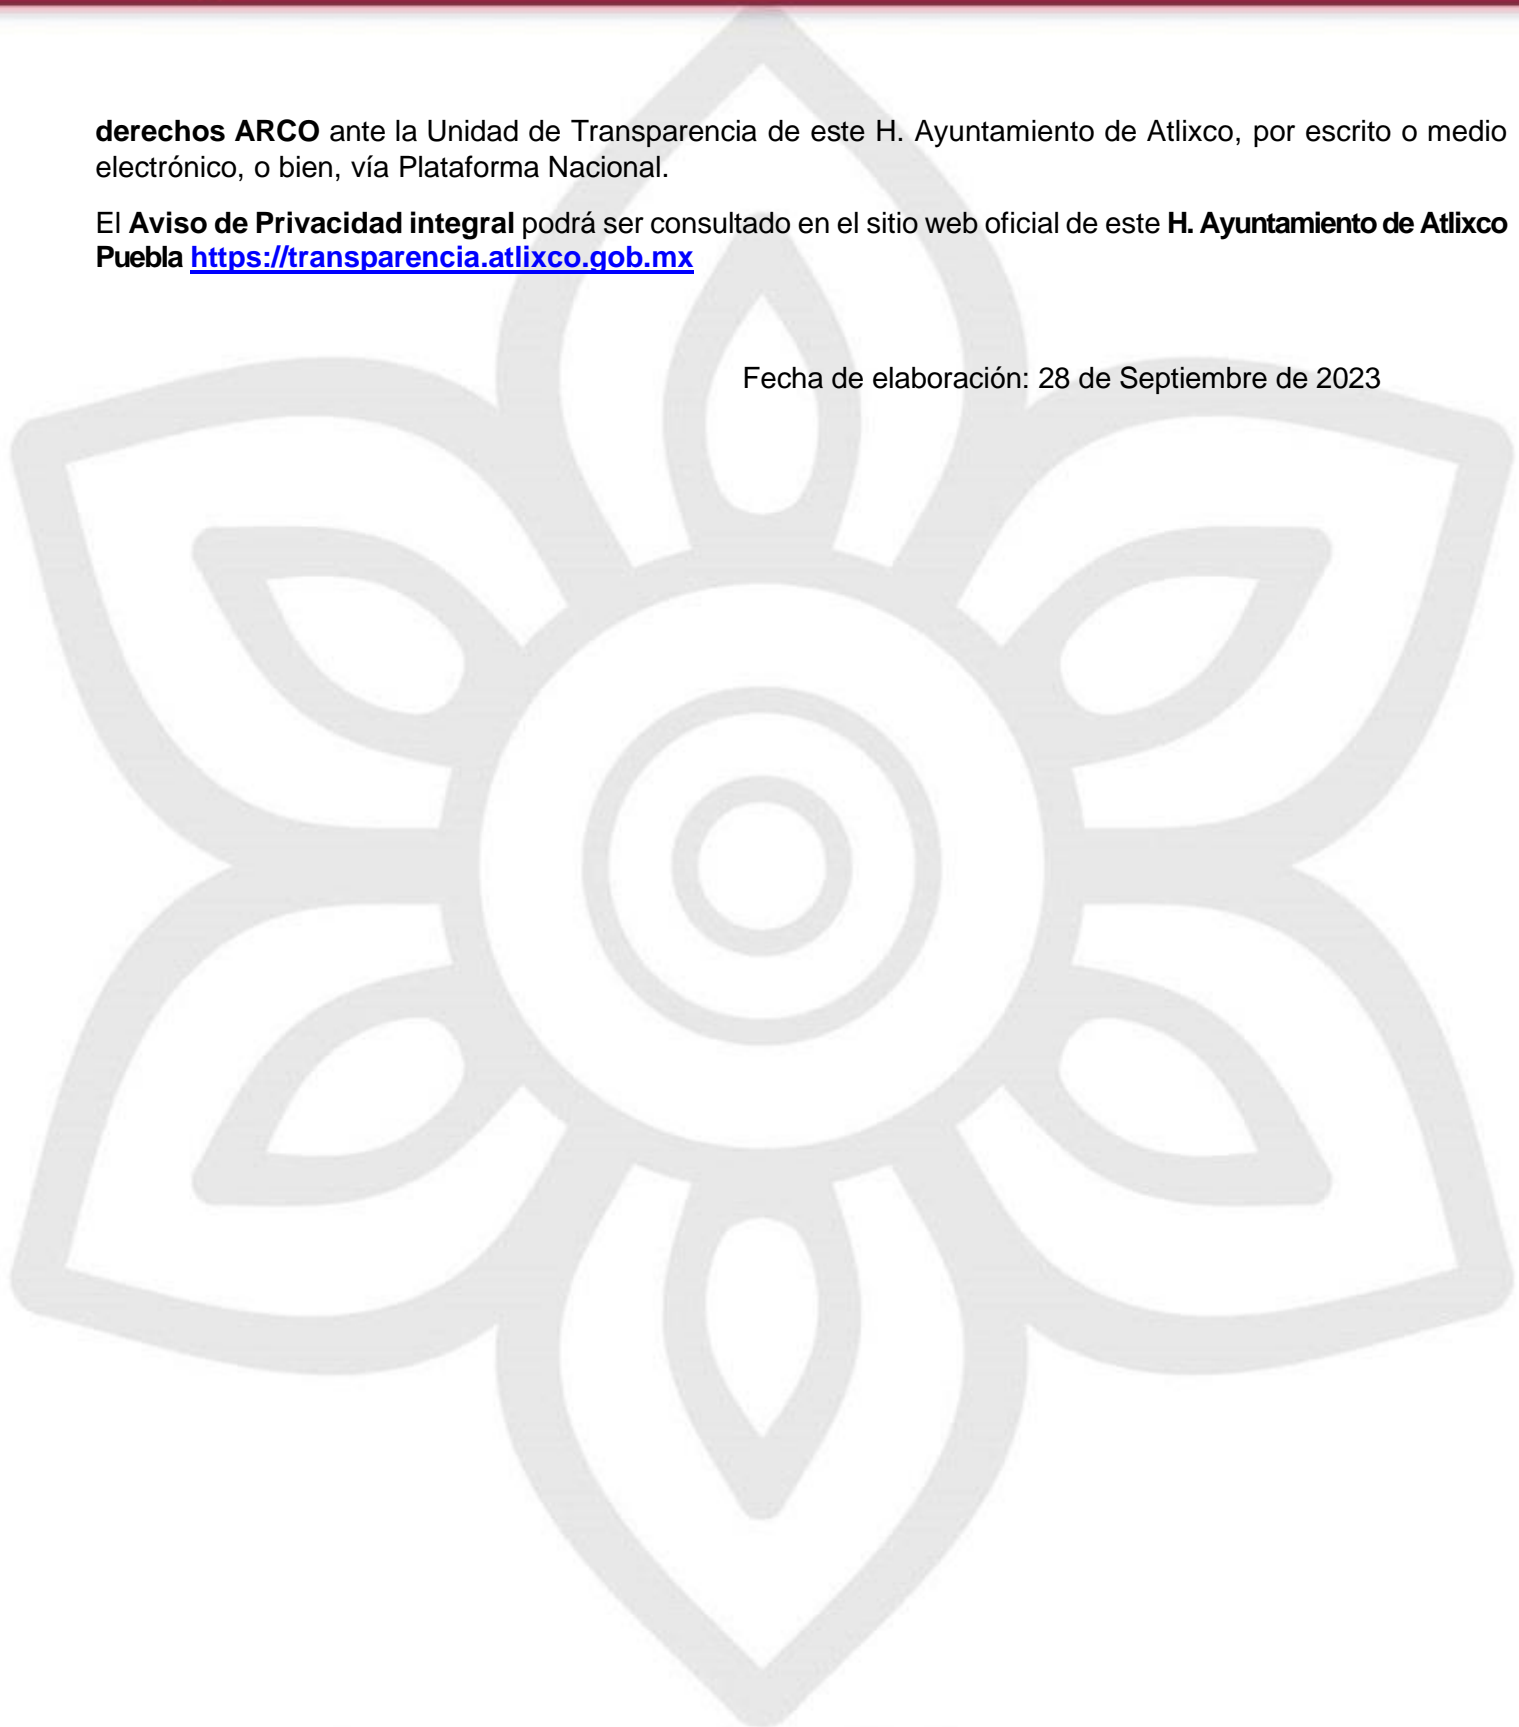 derechos ARCO ante la Unidad de Transparencia de este H. Ayuntamiento de Atlixco, por escrito o medio
electrónico, o bien, vía Plataforma Nacional.
El Aviso de Privacidad integral podrá ser consultado en el sitio web oficial de este H. Ayuntamiento de Atlixco
Puebla https://transparencia.atlixco.gob.mx
Fecha de elaboración: 28 de Septiembre de 2023